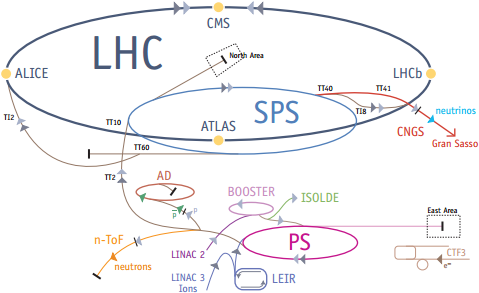 CMS
LHC
North Area
ALICE
LHCb
TT40
TT41
SPS
TI2
TT10
TI8
neutrinos
ATLAS
CNGS
Gran Sasso
TT60
TT2
AD
BOOSTER
ISOLDE
p
p
East Area
n-ToF
PS
LINAC 2
CTF3
neutrons
e⁻
LINAC 3
Ions
LEIR